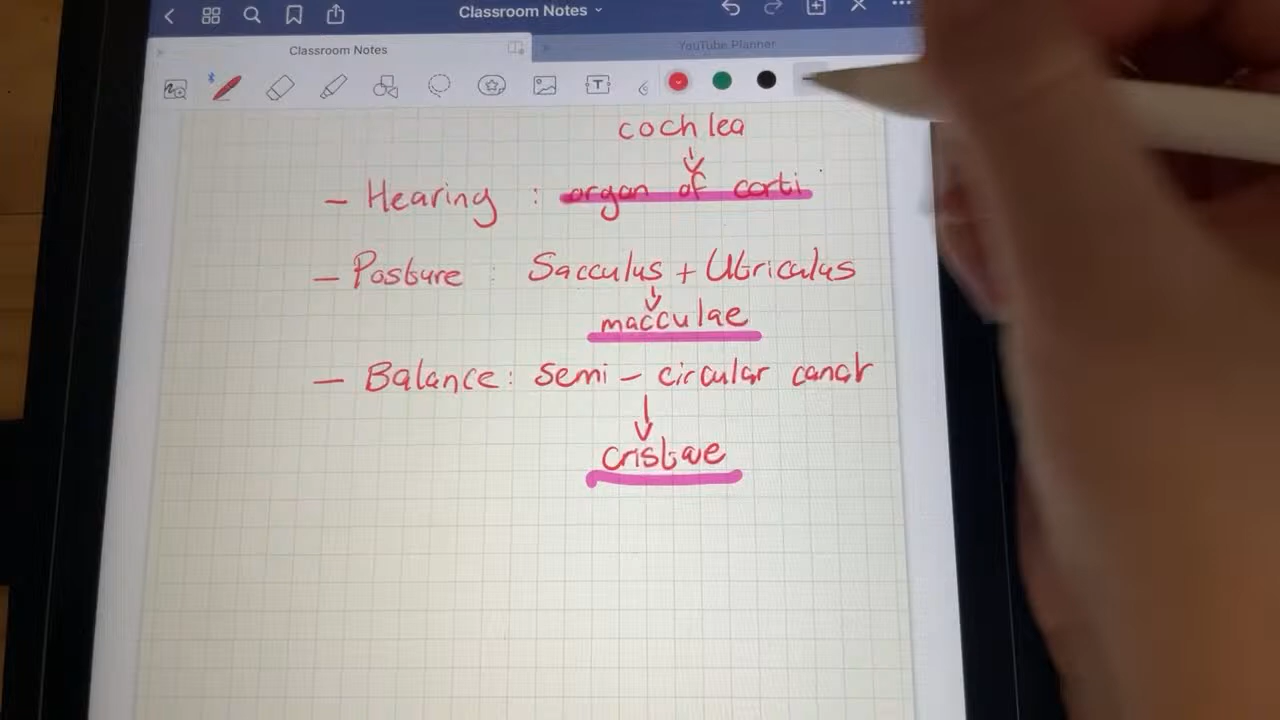 Classroom Notes
Classroom Notes
YouTube Planner
T
cochlea
- Hearing : organ of corti
- Posture : Sacculus + Utriculus
macculae
- Balance : Semi - circular canal
cristae